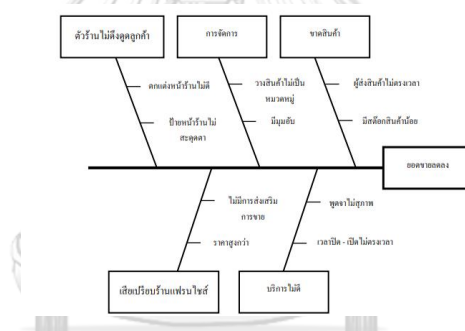 ตัวร้านไม่ดึงดูดลูกค้า
การจัดการ
ขาดสินค้า
ตกแต่งหน้าร้านไม่ดี
วางสินค้าไม่เป็น
หมวดหมู่
ผู้ส่งสินค้าไม่ตรงเวลา
ป้ายหน้าร้านไม่
สะดุดตา
มีมุมอับ
มีสต๊อกสินค้าน้อย
ยอดขายลดลง
ไม่มีการส่งเสริม
การขาย
พูดจาไม่สุภาพ
ราคาสูงกว่า
เวลาปิด - เปิดไม่ตรงเวลา
เสียเปรียบร้านแฟรนไชส์
บริการไม่ดี